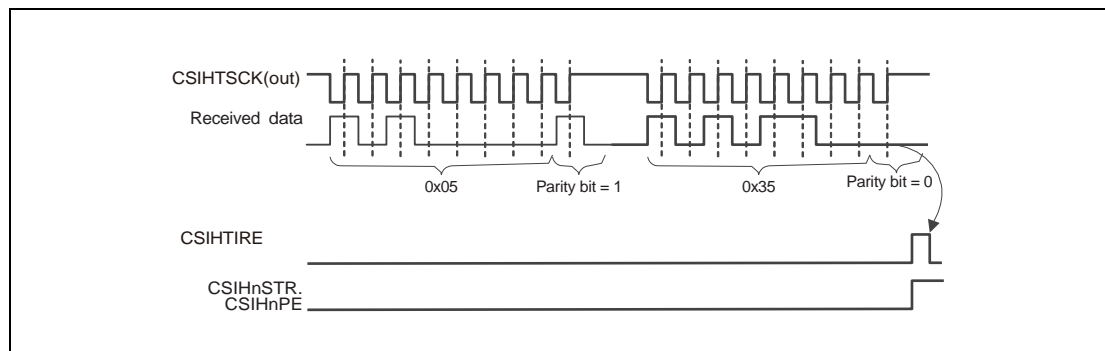 CSIHTSCK(out)
Received data
0x05
Parity bit = 1
0x35
Parity bit = 0
CSIHTIRE
CSIHnSTR.
CSIHnPE